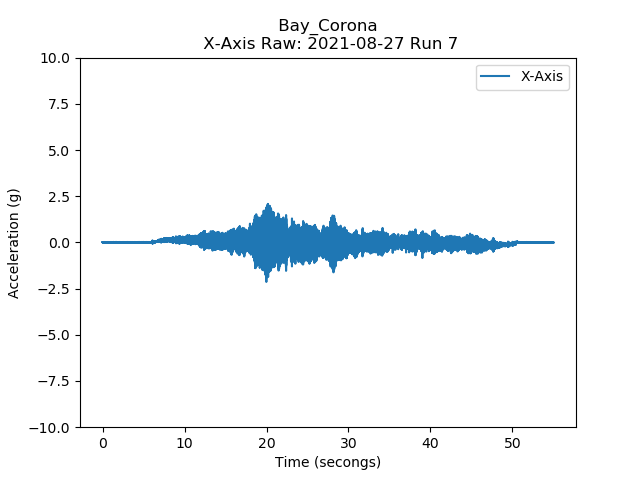 Bay_Corona
X-Axis Raw: 2021-08-27 Run 7
X-Axis
10.0
7.5
5.0
2.5
0.0
−2.5
−5.0
−7.5
−10.0
Acceleration (g)
0 10 20 30 40 50
Time (secongs)